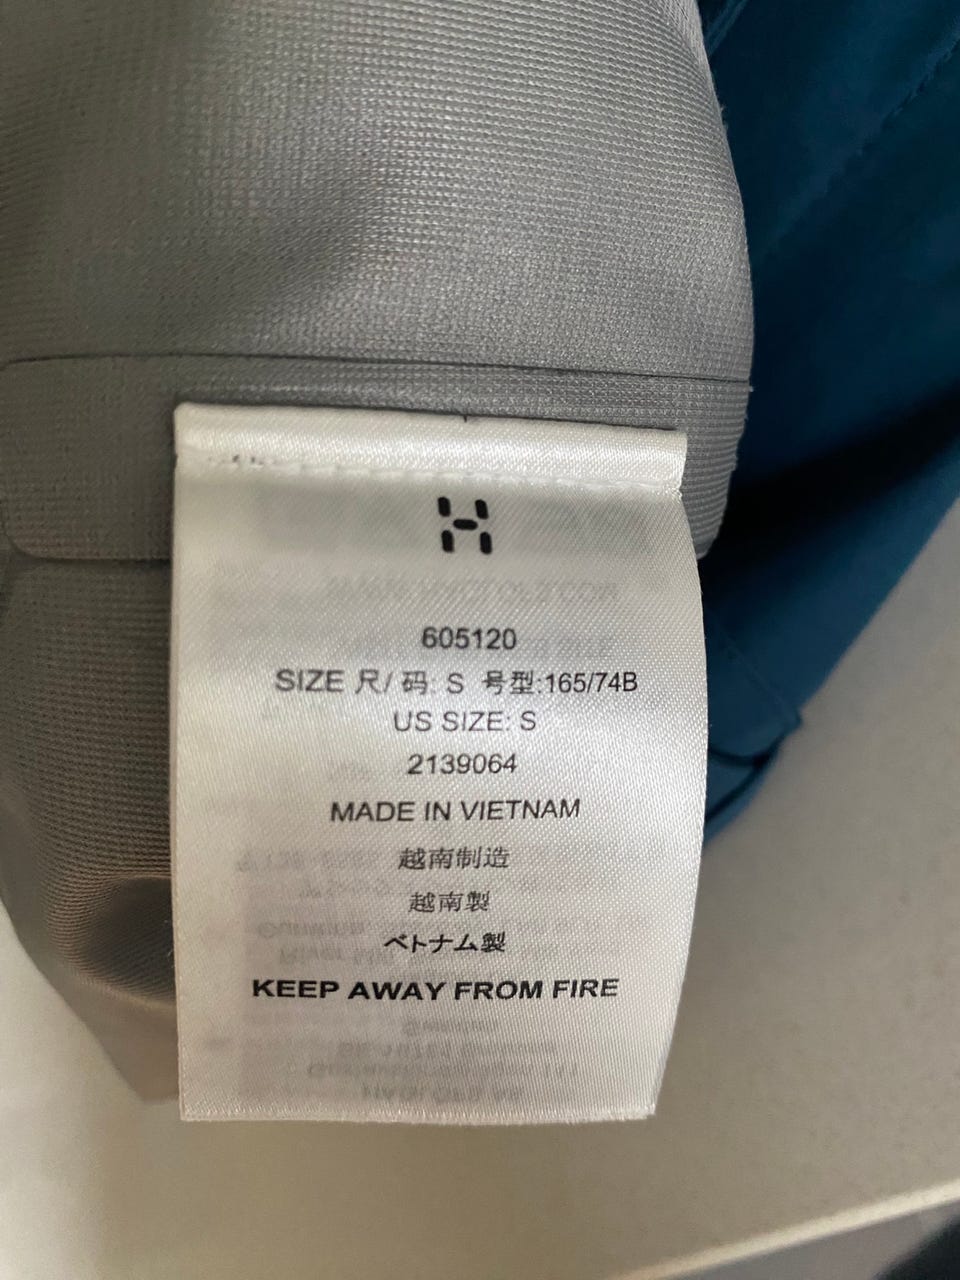 H
605120
SIZE 尺/ 码: S 号型:165/74B
US SIZE: S
2139064
MADE IN VIETNAM
越南制造
越南製
ベトナム製
KEEP AWAY FROM FIRE